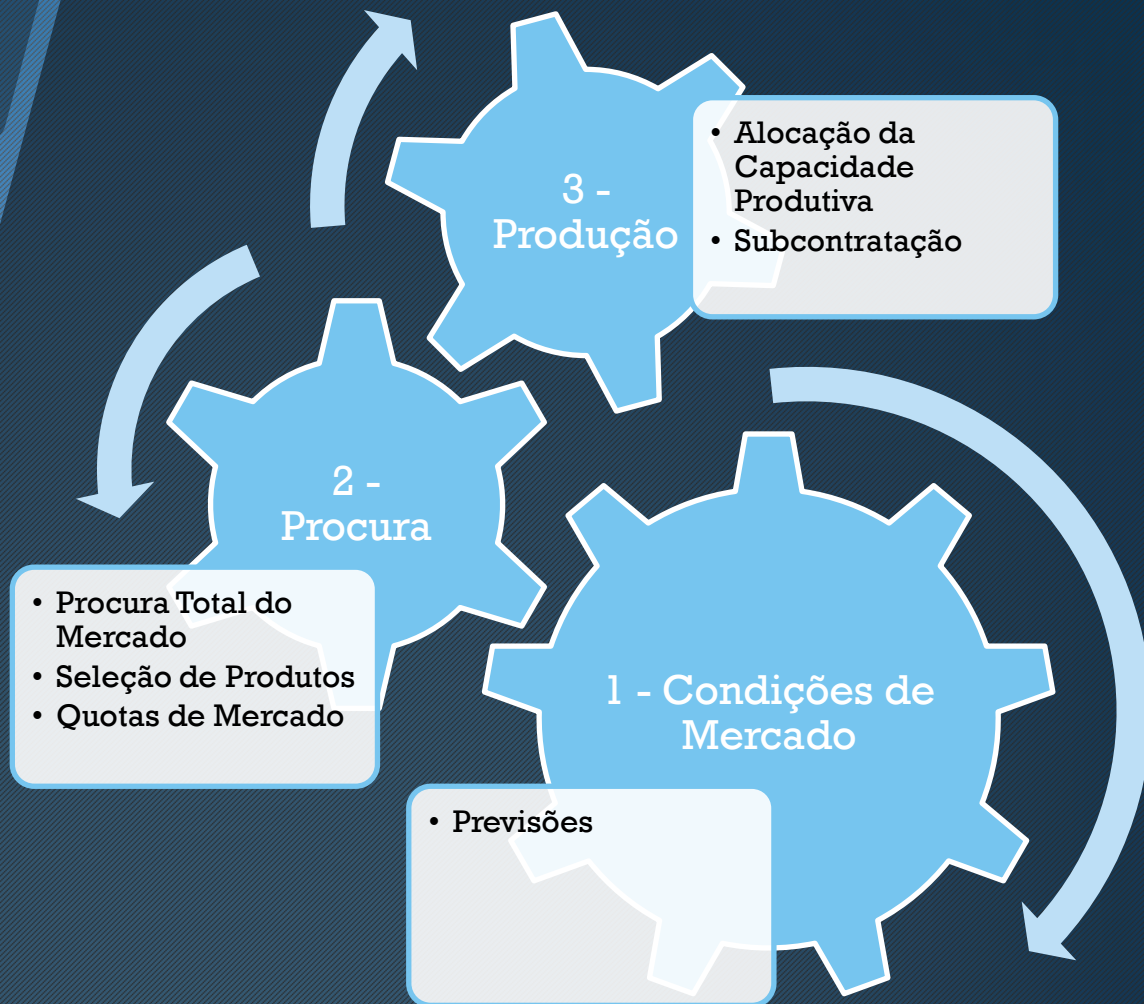 3 -
Produção
• Alocação da
Capacidade
Produtiva
• Subcontratação
2 -
Procura
• Procura Total do
Mercado
• Seleção de Produtos
• Quotas de Mercado
1 - Condições de
Mercado
• Previsões